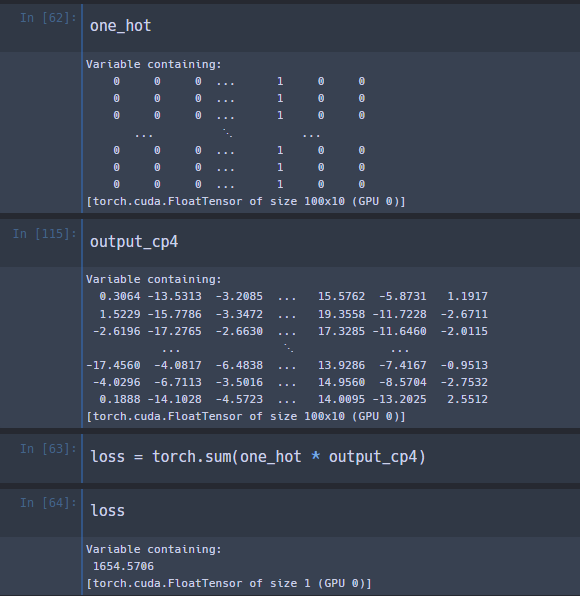 In [62]:
one_hot
Variable containing:
0 0 0 ... 1 0 0
0 0 0 ... 1 0 0
0 0 0 ... 1 0 0
... ⋱ ...
0 0 0 ... 1 0 0
0 0 0 ... 1 0 0
0 0 0 ... 1 0 0
[torch.cuda.FloatTensor of size 100x10 (GPU 0)]
In [115]:
output_cp4
Variable containing:
0.3064 -13.5313 -3.2085 ... 15.5762 -5.8731 1.1917
1.5229 -15.7786 -3.3472 ... 19.3558 -11.7228 -2.6711
-2.6196 -17.2765 -2.6630 ... 17.3285 -11.6460 -2.0115
... ⋱ ...
-17.4560 -4.0817 -6.4838 ... 13.9286 -7.4167 -0.9513
-4.0296 -6.7113 -3.5016 ... 14.9560 -8.5704 -2.7532
0.1888 -14.1028 -4.5723 ... 14.0095 -13.2025 2.5512
[torch.cuda.FloatTensor of size 100x10 (GPU 0)]
In [63]:
loss = torch.sum(one_hot * output_cp4)
In [64]:
loss
Variable containing:
1654.5706
[torch.cuda.FloatTensor of size 1 (GPU 0)]